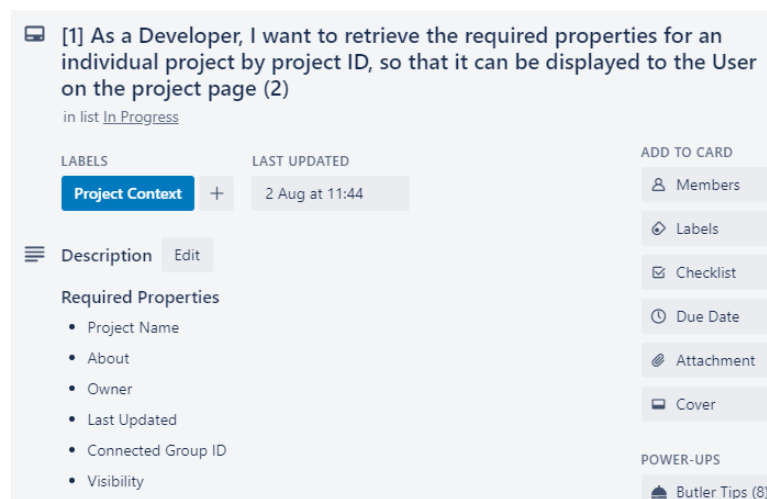 [1] As a Developer, I want to retrieve the required properties for an
individual project by project ID, so that it can be displayed to the User
on the project page (2)
in list In Progress
LABELS
LAST UPDATED
Project Context
+
2 Aug at 11:44
Description
Edit
Required Properties
• Project Name
• About
• Owner
• Last Updated
• Connected Group ID
• Visibility
ADD TO CARD
Members
Labels
Checklist
Due Date
Attachment
Cover
POWER-UPS
Butler Tips (8)